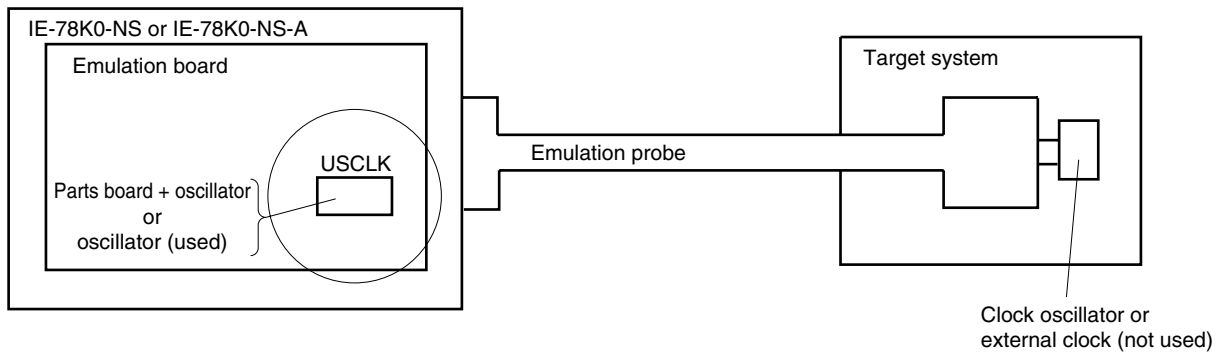 IE-78K0-NS or IE-78K0-NS-A
Emulation board
USCLK
Parts board + oscillator
or
oscillator (used)
Emulation probe
Target system
Clock oscillator or
external clock (not used)